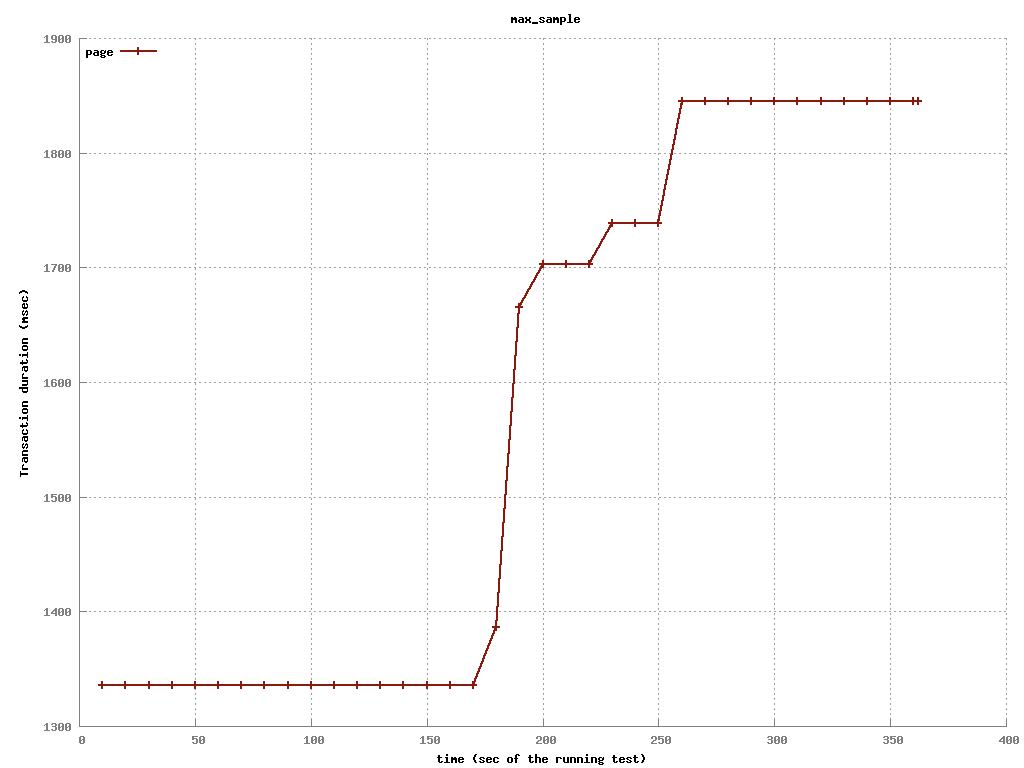 max_sample
1900
page
1800
1700
1600
1500
1400
1300
Transaction duration (msec)
0 50 100 150 200 250 300 350 400
time (sec of the running test)